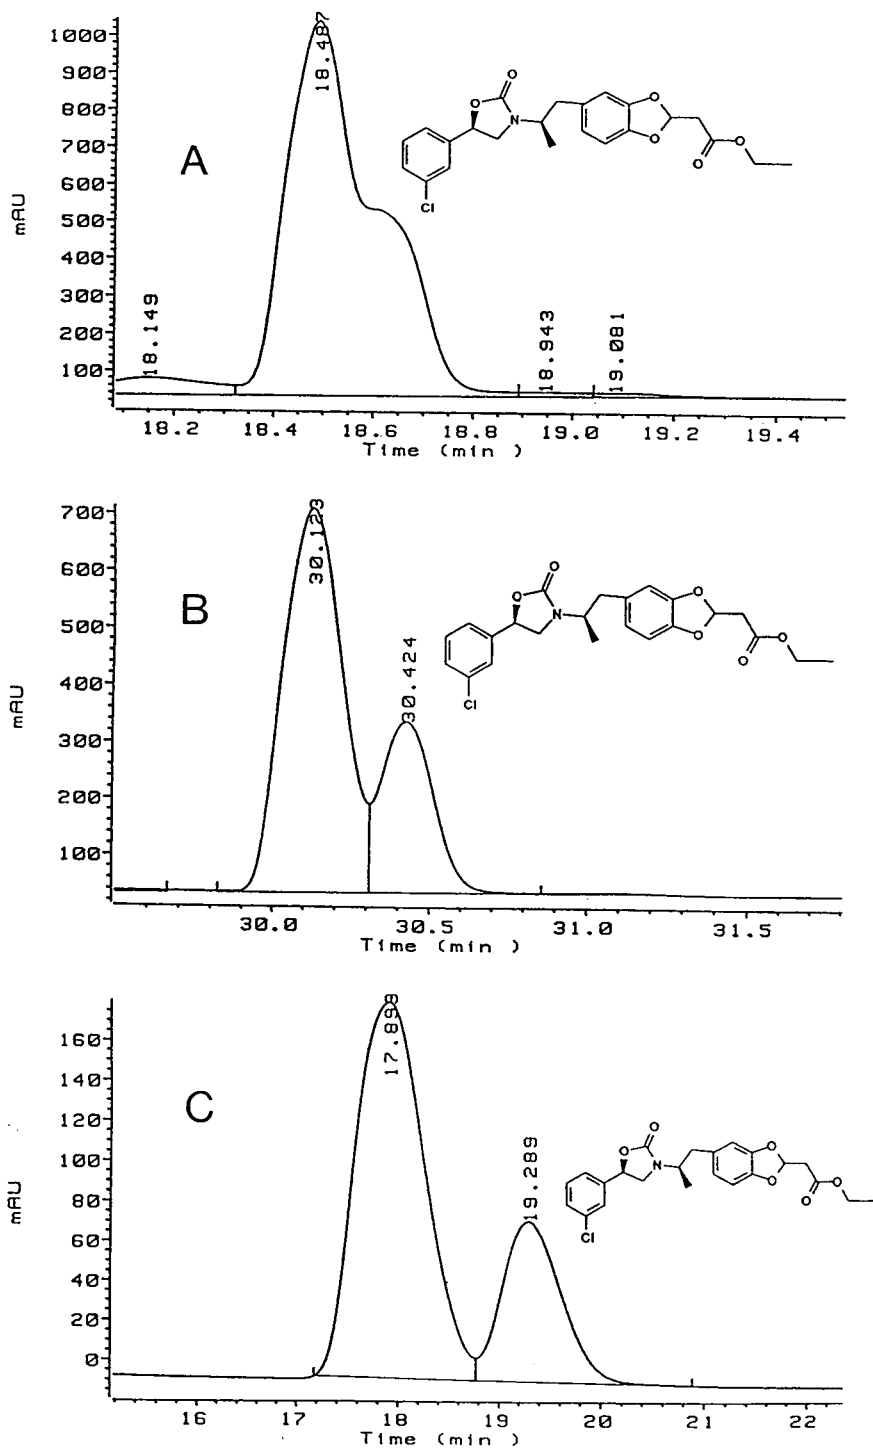 1000
900
800
700
600
500
400
300
200
100
mAU
A
18.149
18.487
18.943
19.081
O
O
N
Cl
O
O
O
O
18.2 18.4 18.6 18.8 19.0 19.2 19.4
Time (min )
700
600
500
400
300
200
100
mAU
B
30.123
30.424
O
O
N
Cl
O
O
O
O
30.0 30.5 31.0 31.5
Time (min )
160
140
120
100
80
60
40
20
0
mAU
C
19.289
O
O
N
Cl
O
O
O
O
16 17 18 19 20 21 22
Time (min )